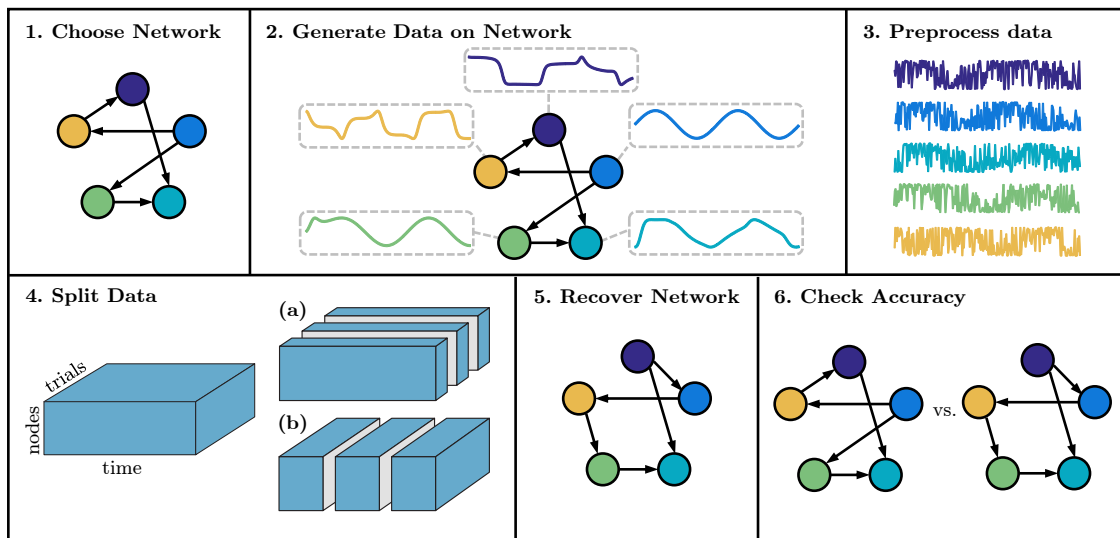 1. Choose Network
2. Generate Data on Network
3. Preprocess data
4. Split Data
trials
nodes
time
(a)
(b)
5. Recover Network
6. Check Accuracy
vs.